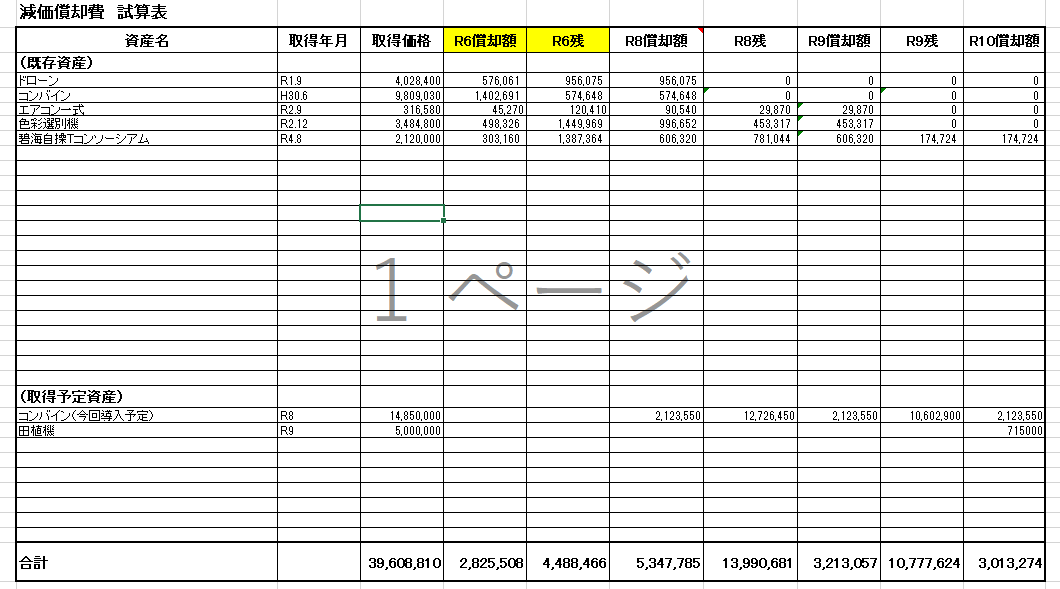 減価償却費 試算表
資産名 取得年月 取得価格 R6償却額 R6残 R8償却額 R8残 R9償却額 R9残 R10償却額
(既存資産)
ドローン R1.9 4,028,400 576,061 956,075 956,075 0 0 0 0
コンバイン H30.6 9,809,030 1,402,691 574,648 574,648 0 0 0 0
エアコン一式 R2.9 316,580 45,270 120,410 90,540 29,870 29,870 0 0
色彩選別機 R2.12 3,484,800 498,326 1,449,969 996,652 453,317 453,317 0 0
碧海自操Tコンソーシアム R4.8 2,120,000 303,160 1,387,364 606,320 781,044 606,320 174,724 174,724
1 ページ
(取得予定資産)
コンバイン(今回導入予定) R8 14,850,000 2,123,550 12,726,450 2,123,550 10,602,900 2,123,550
田植機 R9 5,000,000 715000
合計 39,608,810 2,825,508 4,488,466 5,347,785 13,990,681 3,213,057 10,777,624 3,013,274